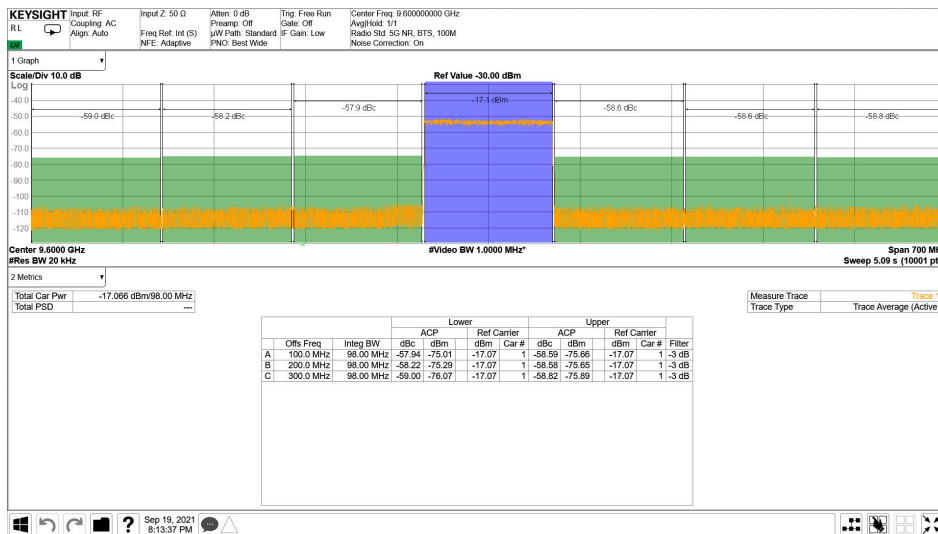 KEYSIGHT Input: RF Input Z: 50 Ω Atten: 0 dB Trig: Free Run Center Freq: 9.600000000 GHz
RL Coupling: AC Preamp: Off Gate: Off Avg|Hold: 1/1
Align: Auto Freq Ref: Int (S) µW Path: Standard IF Gain: Low Radio Std: 5G NR, BTS, 100M
NFE: Adaptive PNO: Best Wide Noise Correction: On
1 Graph
Scale/Div 10.0 dB Ref Value -30.00 dBm
Log
-40.0 -17.1 dBm
-57.9 dBc -58.6 dBc
-50.0 -59.0 dBc -58.2 dBc -58.6 dBc -58.8 dBc
-60.0
-70.0
-80.0
-90.0
-100
-110
-120
Center 9.6000 GHz #Video BW 1.0000 MHz* Span 700
#Res BW 20 kHz Sweep 5.09 s (10001
2 Metrics
Total Car Pwr -17.066 dBm/98.00 MHz Measure Trace Trace
Total PSD --- Trace Type Trace Average (Active
Lower Upper
ACP Ref Carrier ACP Ref Carrier
Offs Freq Integ BW dBc dBm dBm Car # dBc dBm dBm Car # Filter
A 100.0 MHz 98.00 MHz -57.94 -75.01 -17.07 1 -58.59 -75.66 -17.07 1 -3 dB
B 200.0 MHz 98.00 MHz -58.22 -75.29 -17.07 1 -58.58 -75.65 -17.07 1 -3 dB
C 300.0 MHz 98.00 MHz -59.00 -76.07 -17.07 1 -58.82 -75.89 -17.07 1 -3 dB
? Sep 19, 2021
8:13:37 PM